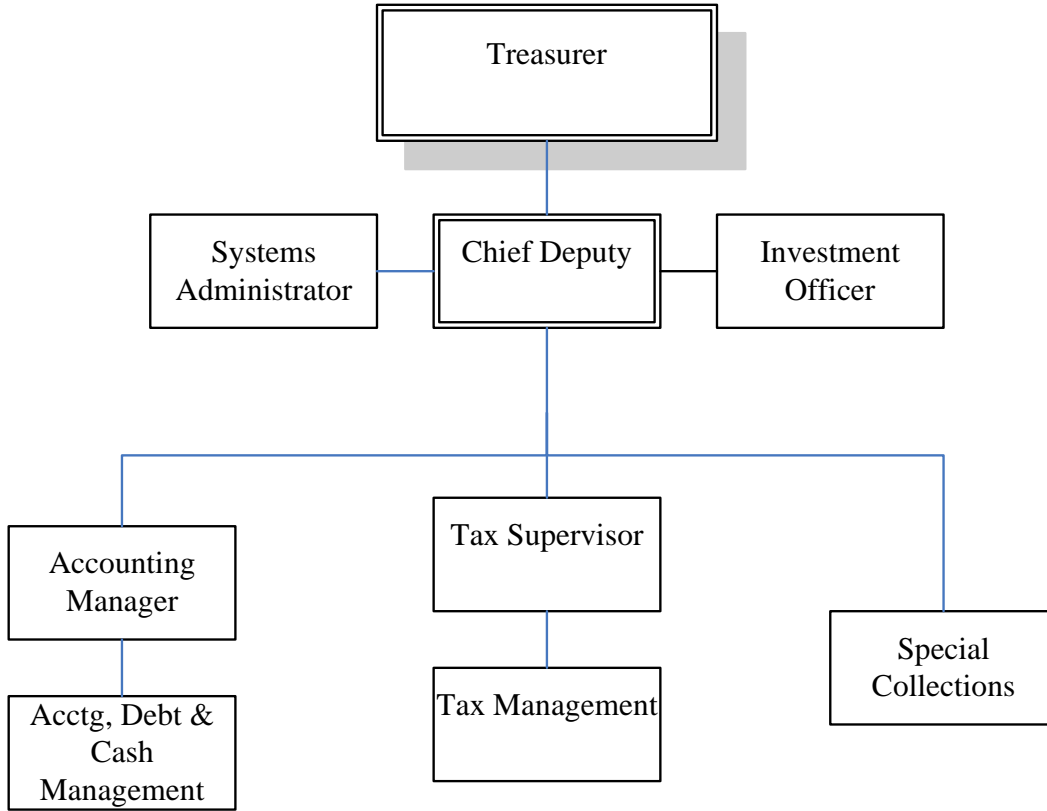 Treasurer
Systems
Administrator
Chief Deputy
Investment
Officer
Accounting
Manager
Tax Supervisor
Special
Collections
Acctg, Debt &
Cash
Management
Tax Management